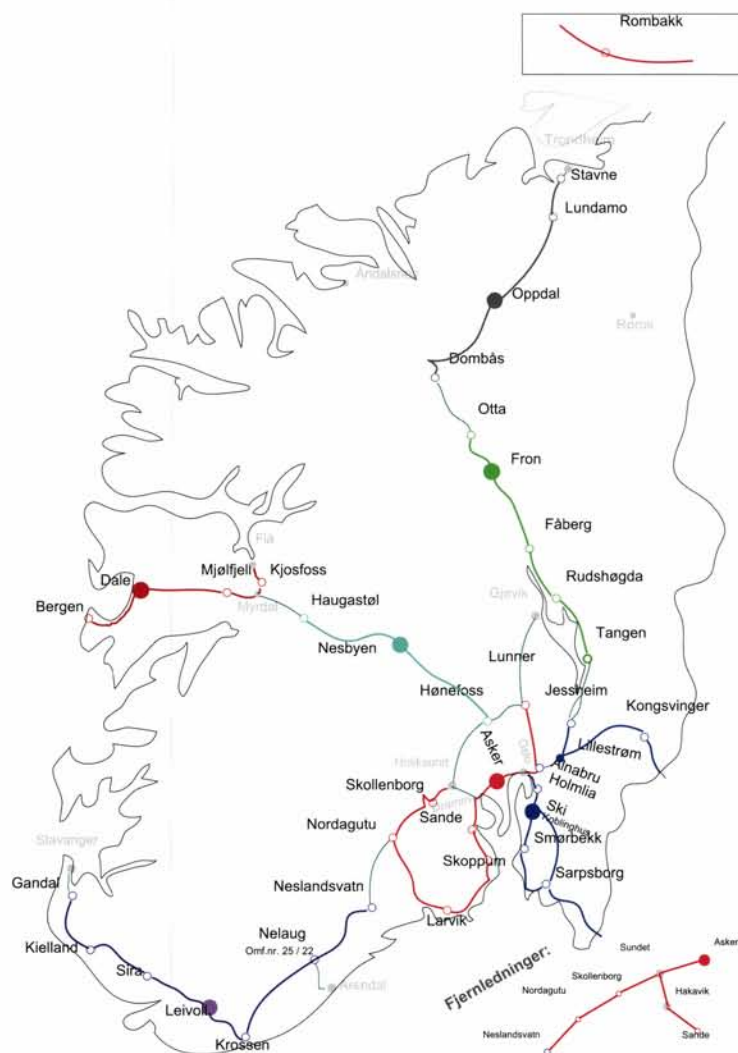 Rombakk
Trondheim
Stavne
Lundamo
Åndalsnes
Oppdal
Røros
Dombås
Otta
Fron
Fåberg
Flå
Rudshøgda
Dale
Mjølfjell
Kjosfoss
Gjøvik
Bergen
Myrdal
Haugastøl
Tangen
Nesbyen
Lunner
Hønefoss
Jessheim
Kongsvinger
Asker
Oslo
Lillestrøm
Hokksund
Alnabru
Skollenborg
Holmlia
Drammen
Ski
Sande
Koblinghus
Nordagutu
Smørbekk
Stavanger
Skoppum
Gandal
Neslandsvatn
Sarpsborg
Larvik
Nelaug
Kielland
Omf.nr. 25 / 22
Sira
Arendal
Leivoll.
Krossen
Fjernledninger:
Sundet
Asker
Skollenborg
Nordagutu
Hakavik
Neslandsvatn
Sande